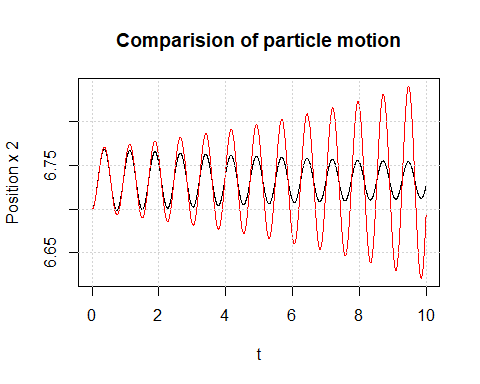 Comparision of particle motion
Position x 2
6.75
6.65
0 2 4 6 8 10
t